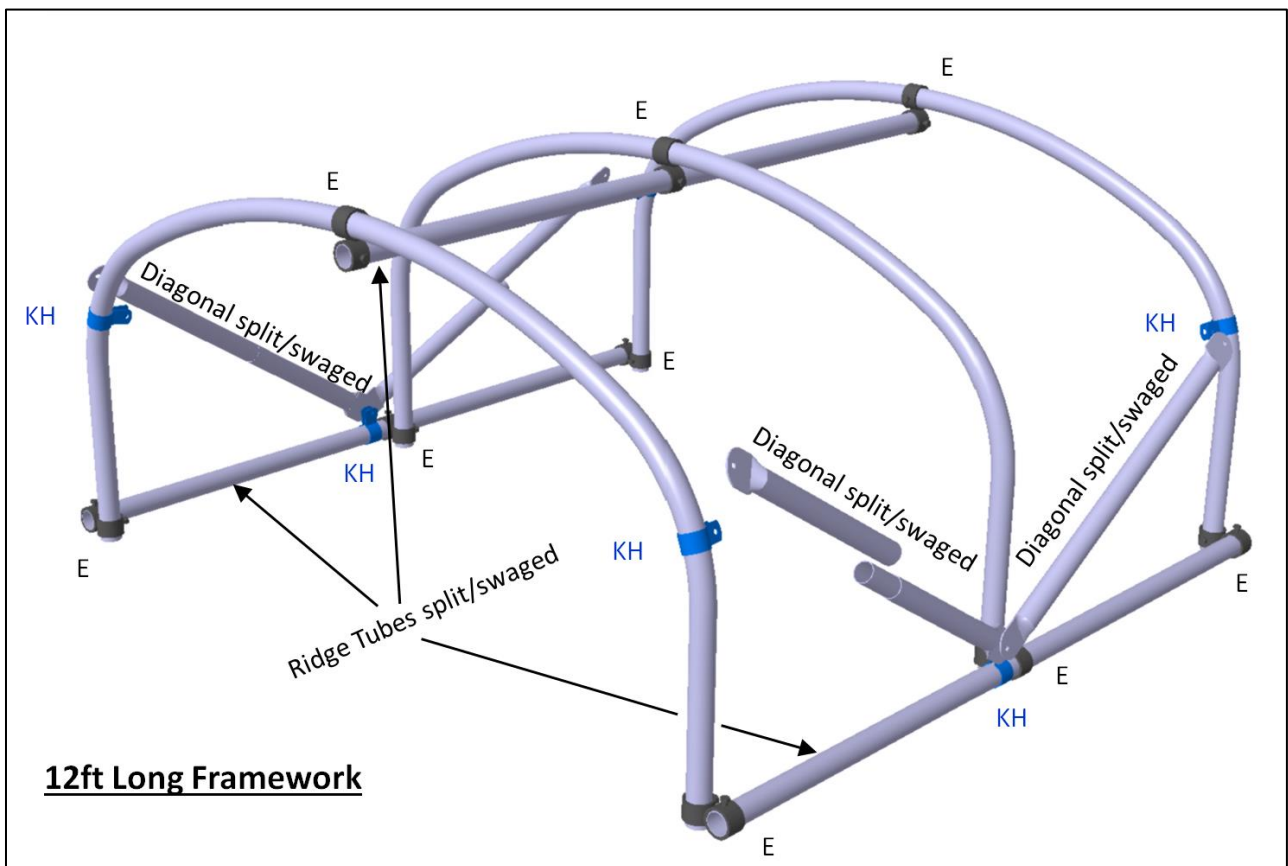 E
E
E
Diagonal split/swaged
KH
KH
E
Diagonal split/swaged
Diagonal split/swaged
KH
E
KH
E
E
Ridge Tubes split/swaged
E
KH
12ft Long Framework
E